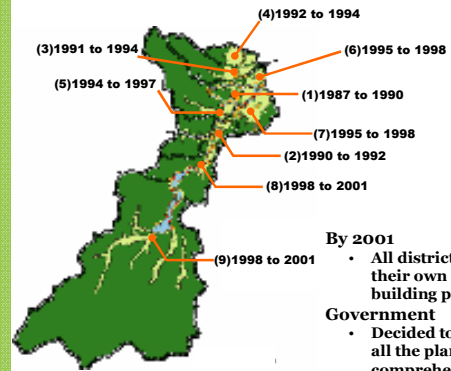 (4)1992 to 1994
(3)1991 to 1994
(6)1995 to 1998
(5)1994 to 1997
(1)1987 to 1990
(7)1995 to 1998
(2)1990 to 1992
(8)1998 to 2001
(9)1998 to 2001
By 2001
• All district
their own
building p
Government
• Decided to
all the plan
comprehe